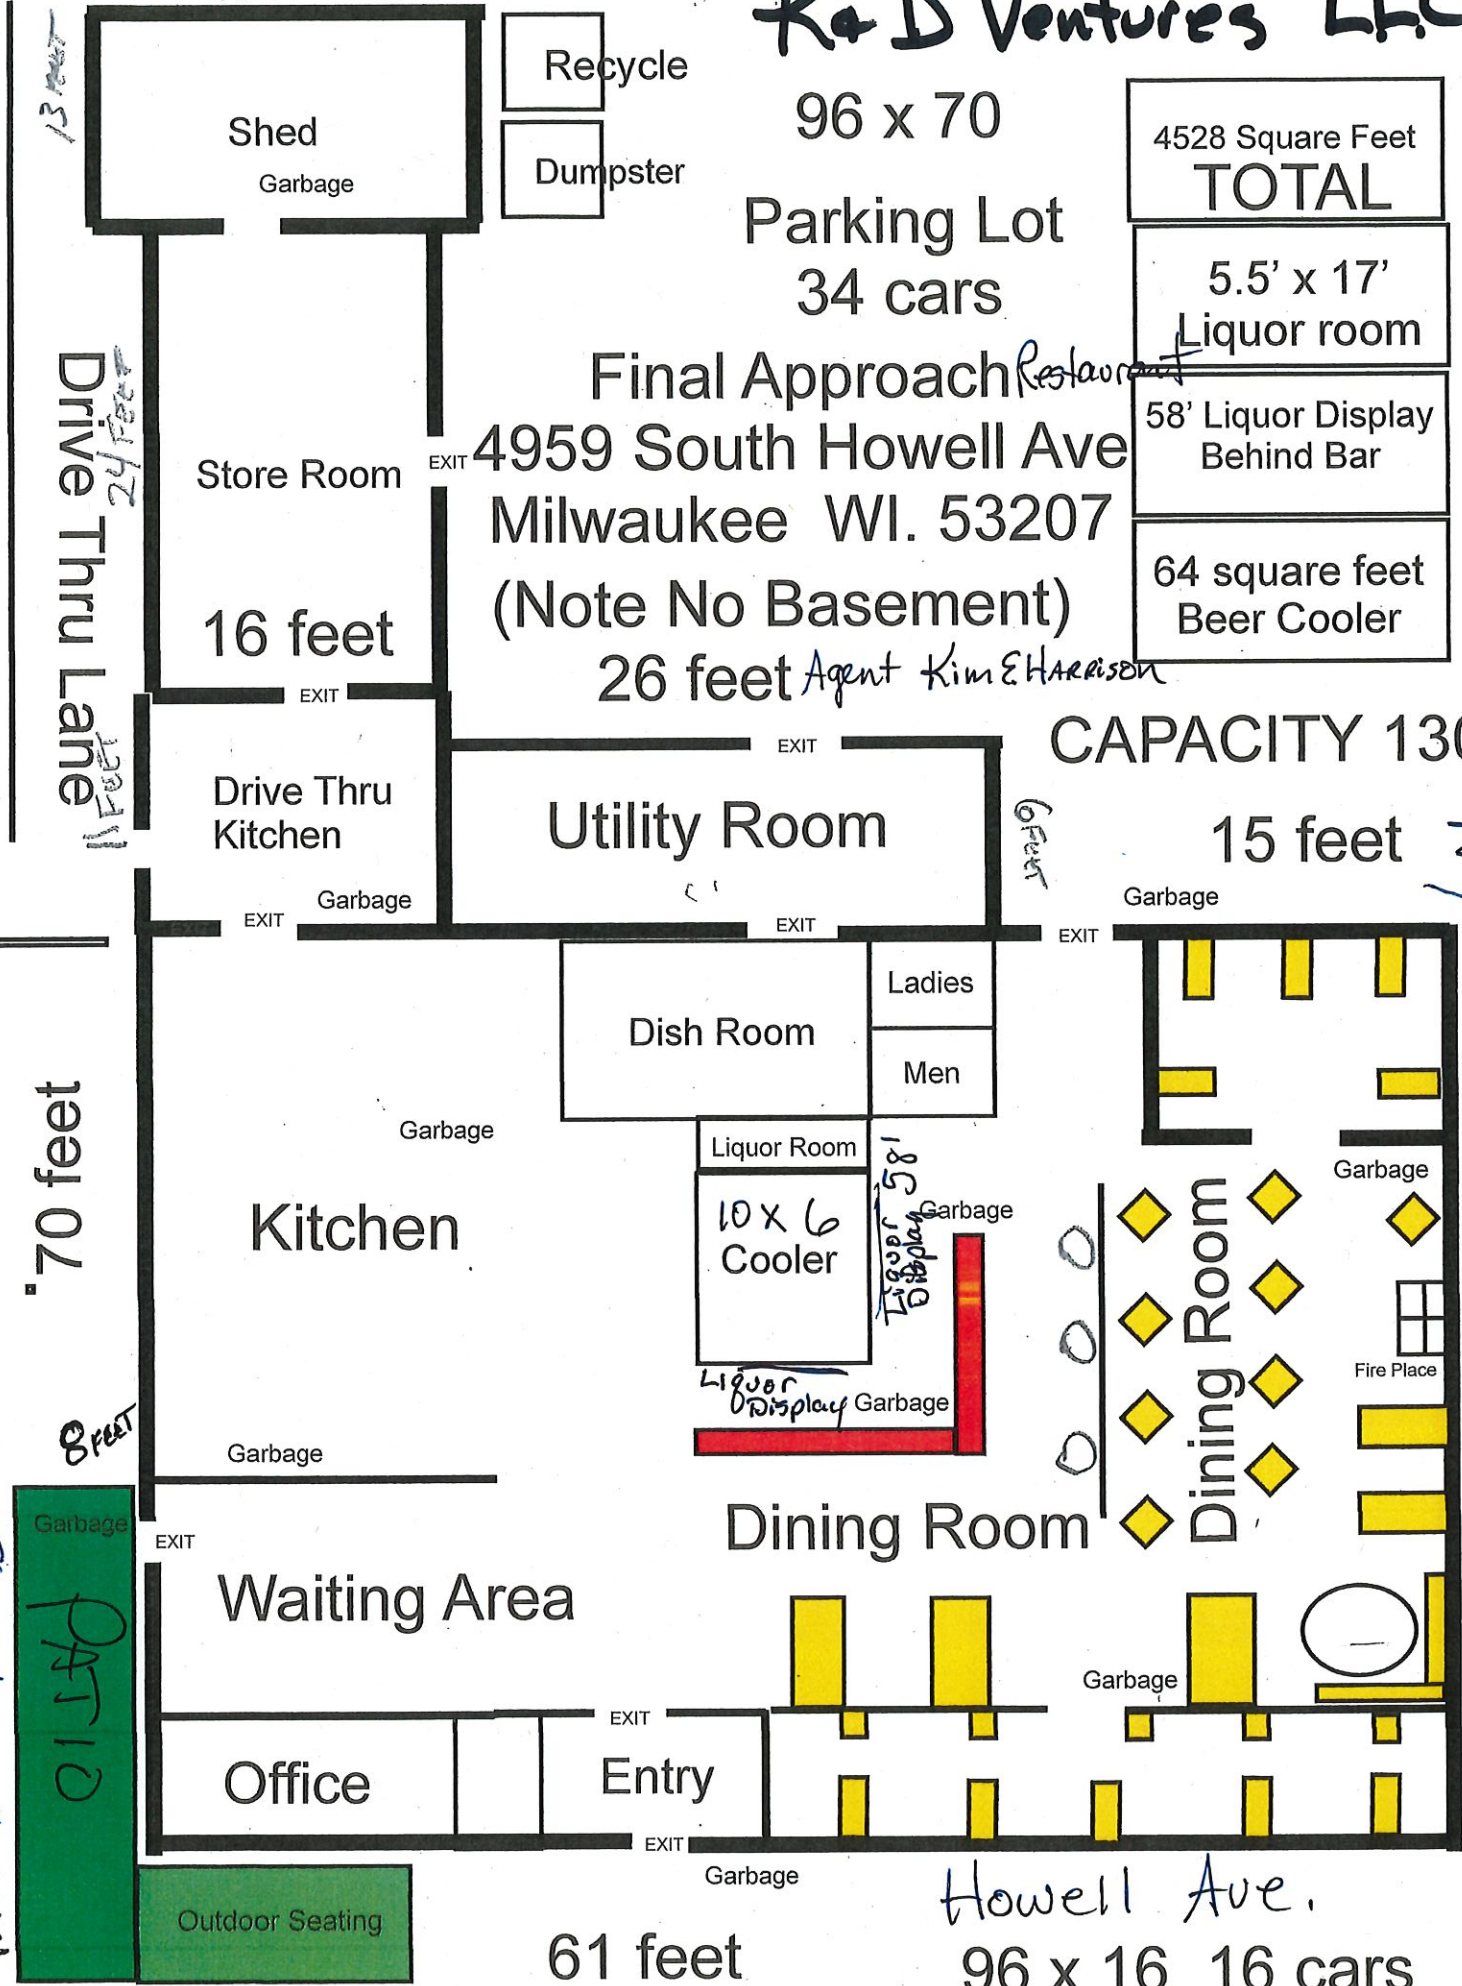 K & D Ventures LLC
13 FEET
Recycle
Shed
Garbage
Dumpster
96 x 70
Parking Lot
34 cars
4528 Square Feet
TOTAL
5.5' x 17'
Liquor room
58' Liquor Display
Behind Bar
64 square feet
Beer Cooler
Final Approach Restaurant
4959 South Howell Ave
Milwaukee WI. 53207
(Note No Basement)
26 feet Agent Kim E HARRISON
Drive Thru Lane
24 FEET
Store Room
EXIT
16 feet
EXIT
11 FEET
Drive Thru
Kitchen
Garbage
EXIT
EXIT
EXIT
Utility Room
EXIT
6 FEET
CAPACITY 130
15 feet
Garbage
EXIT
70 feet
Dish Room
Ladies
Men
Garbage
Kitchen
Liquor Room
10 X 6
Cooler
Liquor 58'
Display
Garbage
Liquor
Display
Garbage
Garbage
Dining Room
Fire Place
8 FEET
Garbage
Garbage
EXIT
PATIO
Waiting Area
Dining Room
Garbage
EXIT
Office
Entry
EXIT
Garbage
Outdoor Seating
61 feet
Howell Ave.
96 x 16 16 cars